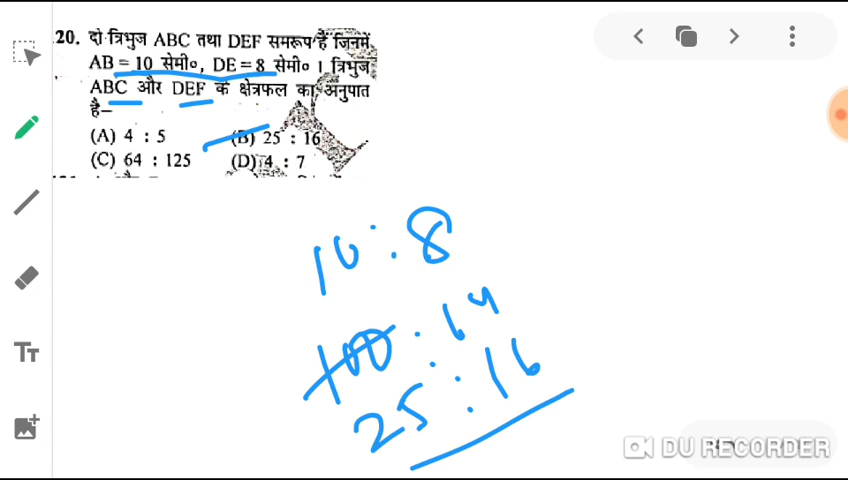 20. दो त्रिभुज ABC तथा DEF समरूप हैं जिनमें
AB = 10 सेमी०, DE = 8 सेमी० । त्रिभुज
ABC और DEF के क्षेत्रफल का अनुपात
है–
(A) 4 : 5 (B) 25 : 16
(C) 64 : 125 (D) 4 : 7
10 : 8
100 : 64
25 : 16
Tт
DU RECORDER